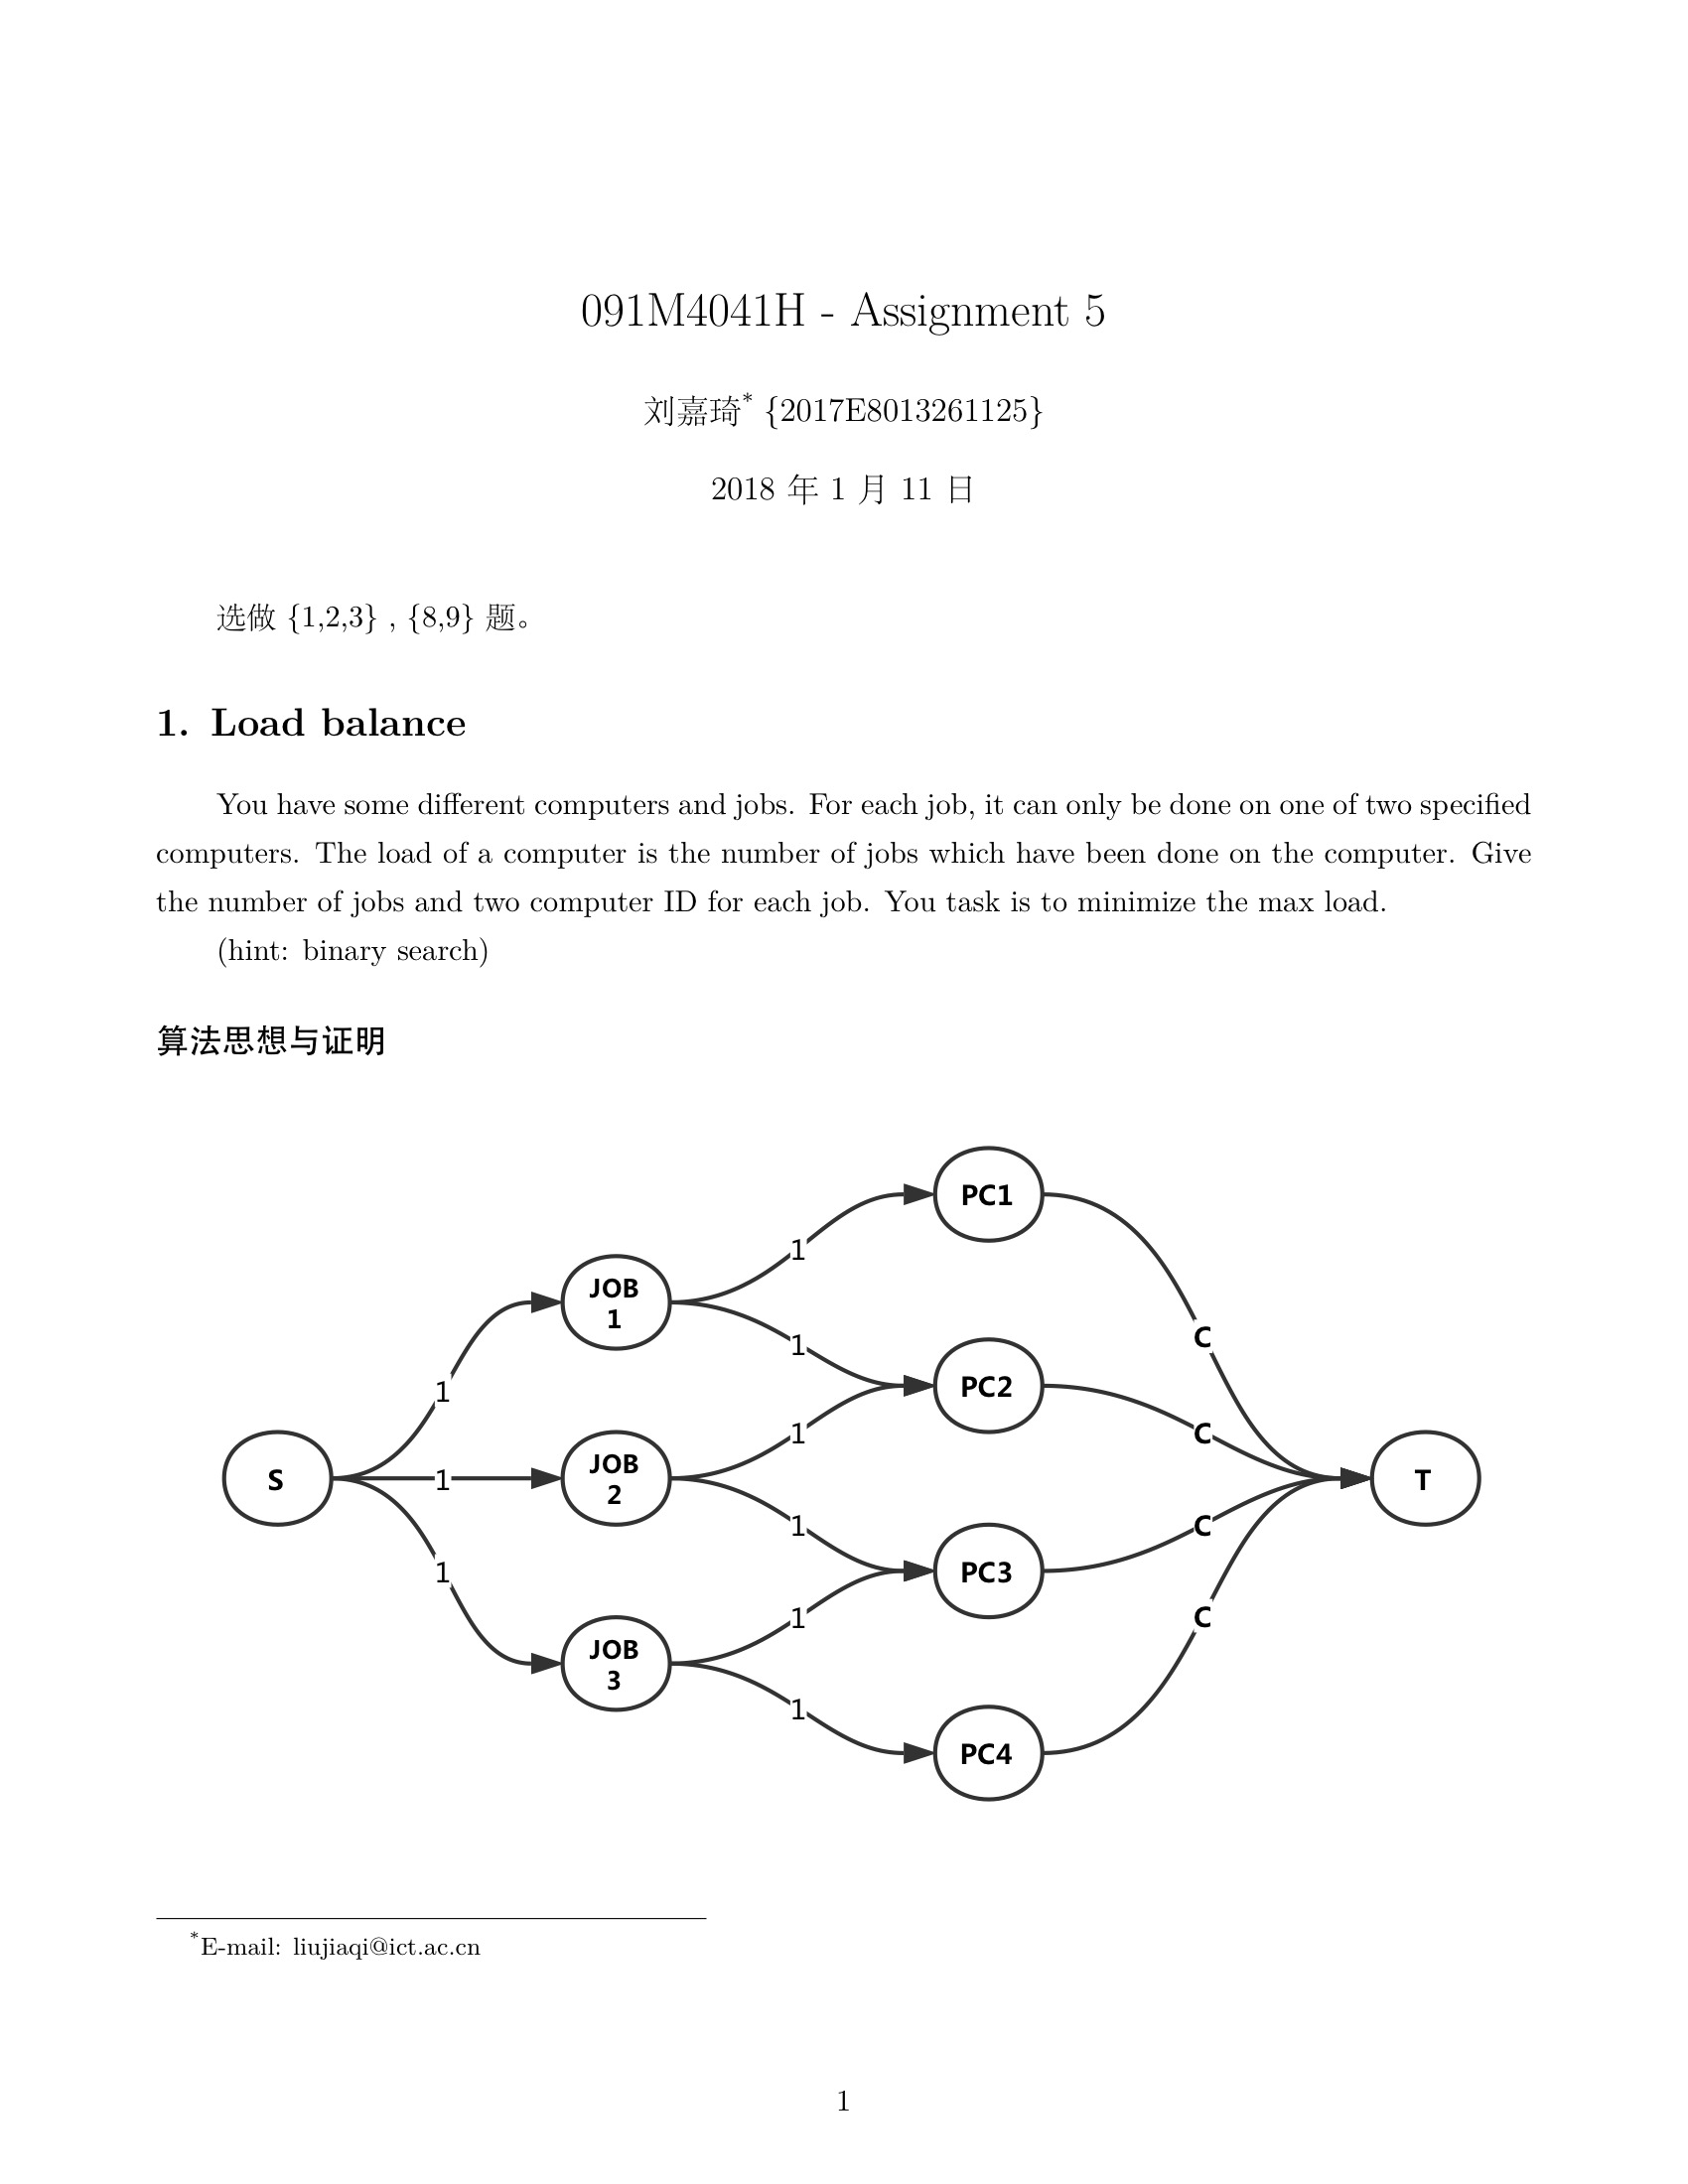 091M4041H - Assignment 5
刘嘉琦* {2017E8013261125}
2018 年 1 月 11 日
选做 {1,2,3} , {8,9} 题。
1. Load balance
You have some different computers and jobs. For each job, it can only be done on one of two specified
computers. The load of a computer is the number of jobs which have been done on the computer. Give
the number of jobs and two computer ID for each job. You task is to minimize the max load.
(hint: binary search)
算法思想与证明
PC1
1
JOB
1
C
1
PC2
1
1
C
S
1
JOB
2
T
1
C
PC3
1
1
C
JOB
3
1
PC4
*E-mail: liujiaqi@ict.ac.cn
1